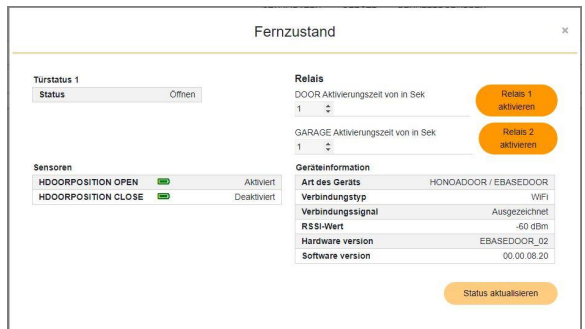 Fernzustand
×
Türstatus 1
Status Öffnen
Relais
DOOR Aktivierungszeit von in Sek
1
Relais 1
aktivieren
GARAGE Aktivierungszeit von in Sek
1
Relais 2
aktivieren
Sensoren
HDOORPOSITION OPEN Aktiviert
HDOORPOSITION CLOSE Deaktiviert
Geräteinformation
Art des Geräts HONOADOOR / EBASEDOOR
Verbindungstyp WiFi
Verbindungssignal Ausgezeichnet
RSSI-Wert -60 dBm
Hardware version EBASEDOOR_02
Software version 00.00.08.20
Status aktualisieren